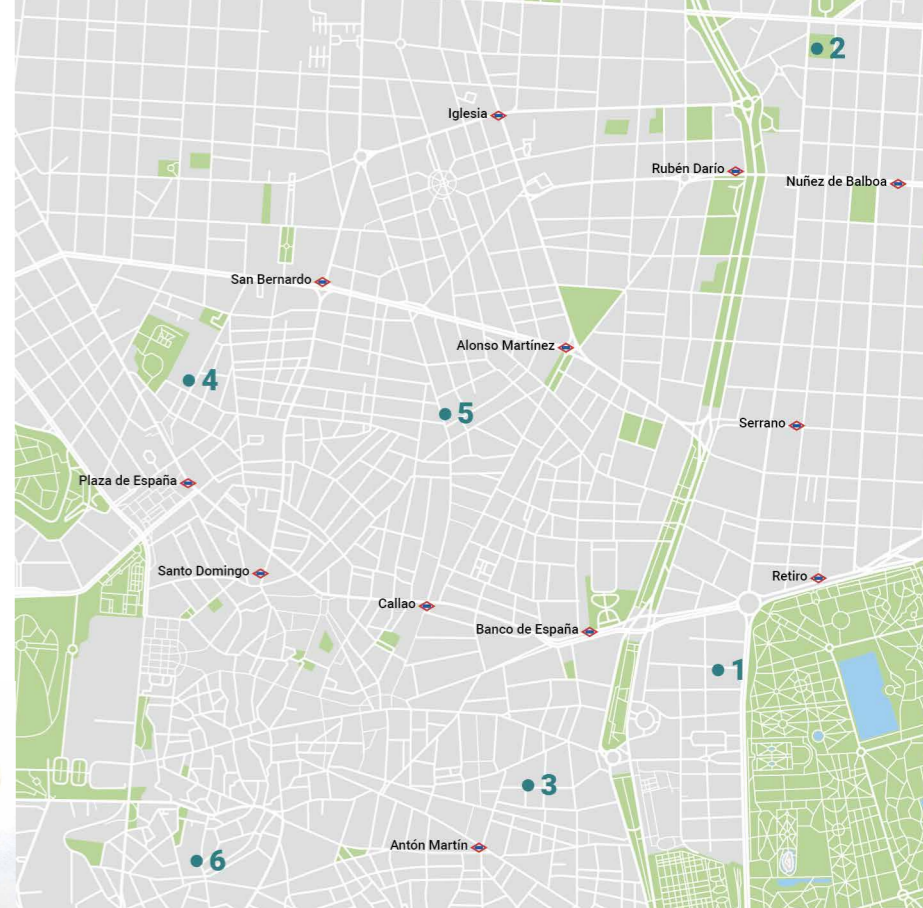 2
Iglesia
Rubén Darío
Nuñez de Balboa
San Bernardo
Alonso Martínez
4
5
Serrano
Plaza de España
Santo Domingo
Retiro
Callao
Banco de España
1
3
Antón Martín
6